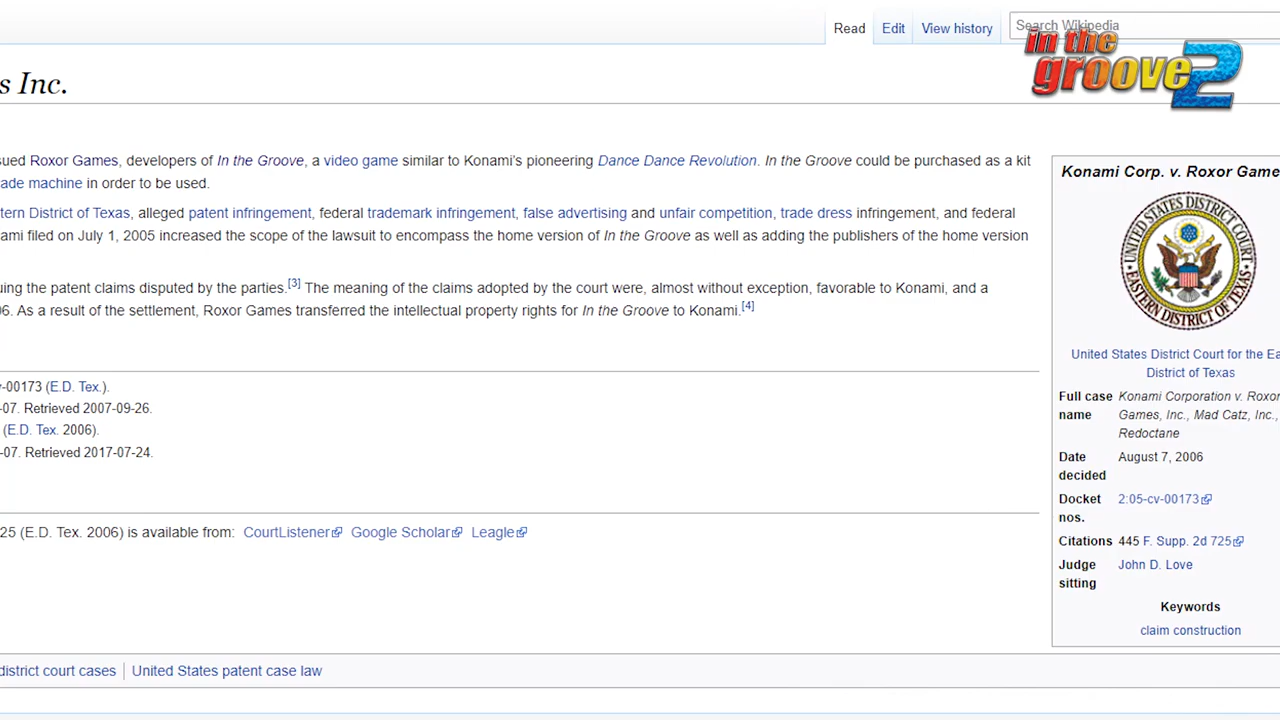 Read Edit View history Search Wikipedia
in the
groove 2
s Inc.
sued Roxor Games, developers of In the Groove, a video game similar to Konami's pioneering Dance Dance Revolution. In the Groove could be purchased as a kit
ade machine in order to be used.
tern District of Texas, alleged patent infringement, federal trademark infringement, false advertising and unfair competition, trade dress infringement, and federal
ami filed on July 1, 2005 increased the scope of the lawsuit to encompass the home version of In the Groove as well as adding the publishers of the home version
uing the patent claims disputed by the parties.[3] The meaning of the claims adopted by the court were, almost without exception, favorable to Konami, and a
06. As a result of the settlement, Roxor Games transferred the intellectual property rights for In the Groove to Konami.[4]
v-00173 (E.D. Tex.).
-07. Retrieved 2007-09-26.
(E.D. Tex. 2006).
-07. Retrieved 2017-07-24.
25 (E.D. Tex. 2006) is available from: CourtListener Google Scholar Leagle
district court cases United States patent case law
Konami Corp. v. Roxor Game
UNITED STATES DISTRICT COURT
EASTERN DISTRICT OF TEXAS
United States District Court for the Ea
District of Texas
Full case name Konami Corporation v. Roxor
Games, Inc., Mad Catz, Inc.,
Redoctane
Date decided August 7, 2006
Docket nos. 2:05-cv-00173
Citations 445 F. Supp. 2d 725
Judge sitting John D. Love
Keywords
claim construction